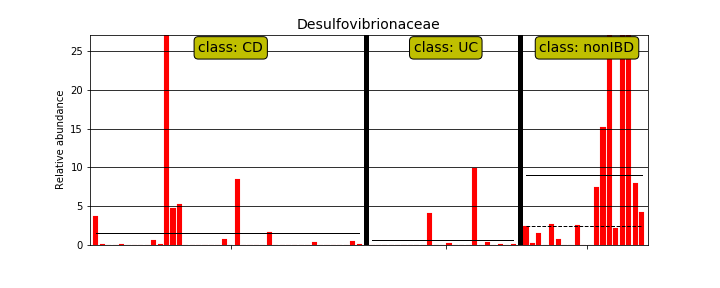 Desulfovibrionaceae
class: CD
class: UC
class: nonIBD
Relative abundance
25
20
15
10
5
0